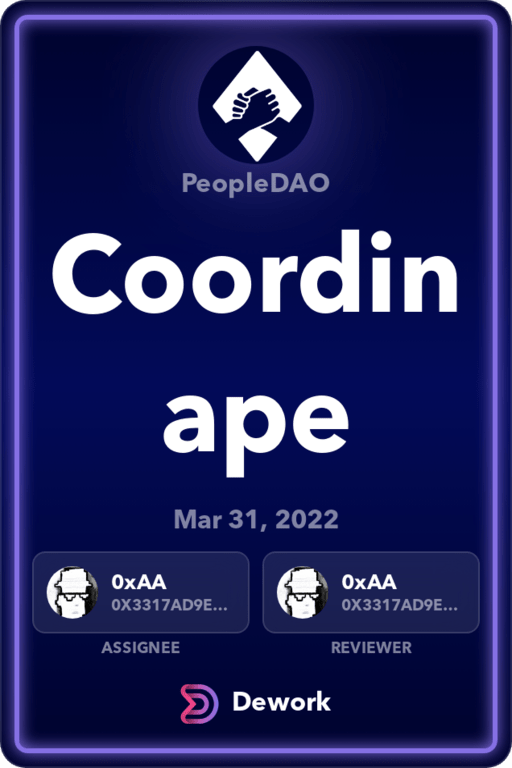 PeopleDAO
Coordin
ape
Mar 31, 2022
0xAA
0X3317AD9E...
ASSIGNEE
0xAA
0X3317AD9E...
REVIEWER
Dework